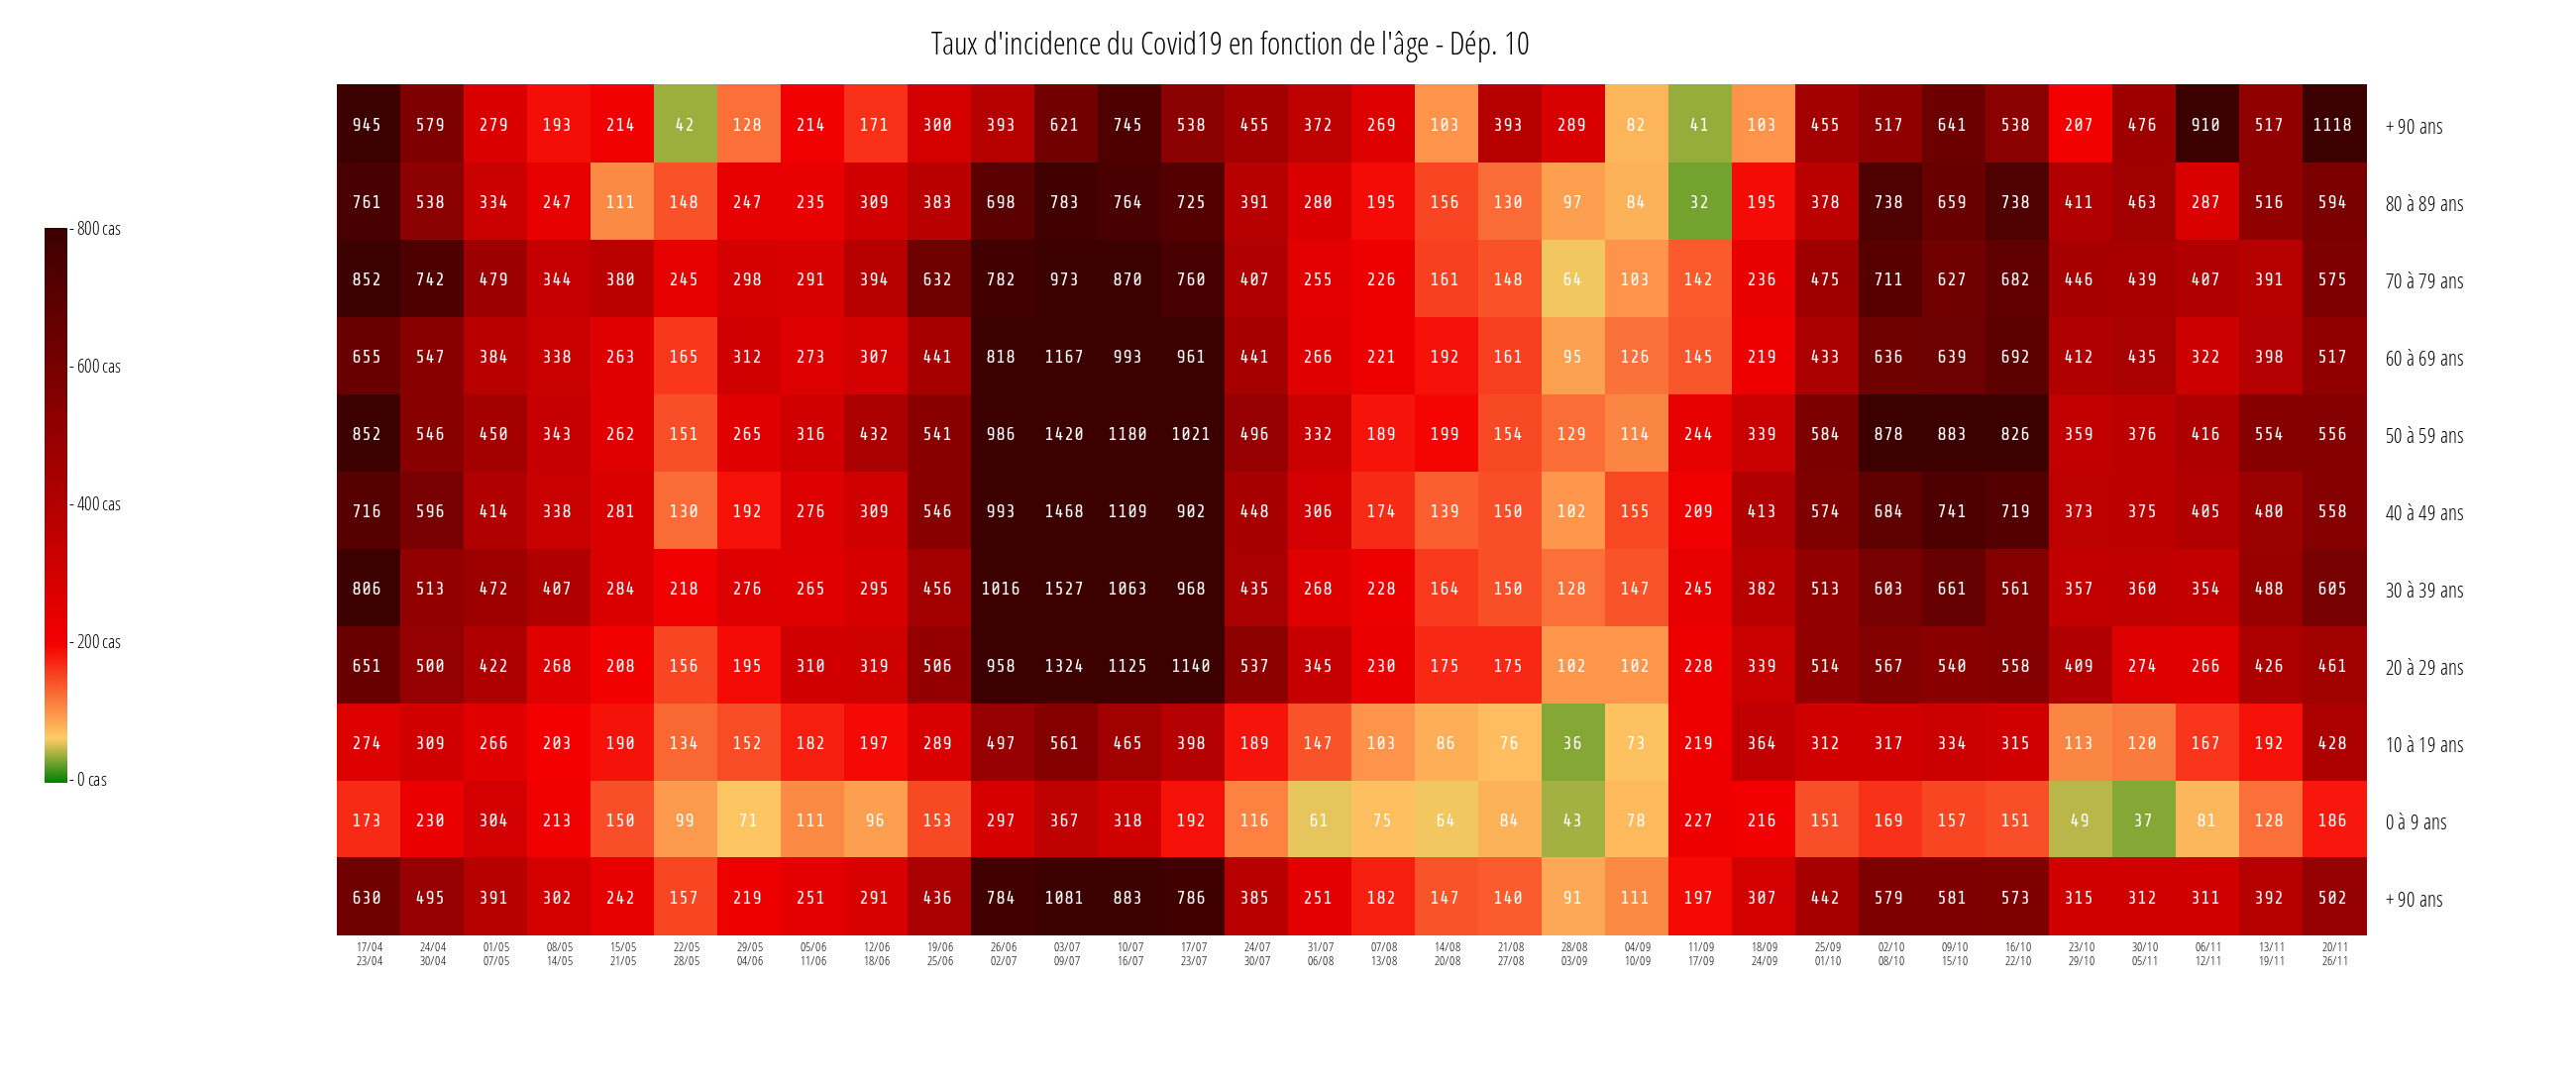 Taux d'incidence du Covid19 en fonction de l'âge - Dép. 10
945 579 279 193 214 42 128 214 171 300 393 621 745 538 455 372 269 103 393 289 82 41 103 455 517 641 538 207 476 910 517 1118 + 90 ans
761 538 334 247 111 148 247 235 309 383 698 783 764 725 391 280 195 156 130 97 84 32 195 378 738 659 738 411 463 287 516 594 80 à 89 ans
- 800 cas
852 742 479 344 380 245 298 291 394 632 782 973 870 760 407 255 226 161 148 64 103 142 236 475 711 627 682 446 439 407 391 575 70 à 79 ans
655 547 384 338 263 165 312 273 307 441 818 1167 993 961 441 266 221 192 161 95 126 145 219 433 636 639 692 412 435 322 398 517 60 à 69 ans
- 600 cas
852 546 450 343 262 151 265 316 432 541 986 1420 1180 1021 496 332 189 199 154 129 114 244 339 584 878 883 826 359 376 416 554 556 50 à 59 ans
- 400 cas
716 596 414 338 281 130 192 276 309 546 993 1468 1109 902 448 306 174 139 150 102 155 209 413 574 684 741 719 373 375 405 480 558 40 à 49 ans
806 513 472 407 284 218 276 265 295 456 1016 1527 1063 968 435 268 228 164 150 128 147 245 382 513 603 661 561 357 360 354 488 605 30 à 39 ans
- 200 cas
651 500 422 268 208 156 195 310 319 506 958 1324 1125 1140 537 345 230 175 175 102 102 228 339 514 567 540 558 409 274 266 426 461 20 à 29 ans
274 309 266 203 190 134 152 182 197 289 497 561 465 398 189 147 103 86 76 36 73 219 364 312 317 334 315 113 120 167 192 428 10 à 19 ans
- 0 cas
173 230 304 213 150 99 71 111 96 153 297 367 318 192 116 61 75 64 84 43 78 227 216 151 169 157 151 49 37 81 128 186 0 à 9 ans
630 495 391 302 242 157 219 251 291 436 784 1081 883 786 385 251 182 147 140 91 111 197 307 442 579 581 573 315 312 311 392 502 + 90 ans
17/04 24/04 01/05 08/05 15/05 22/05 29/05 05/06 12/06 19/06 26/06 03/07 10/07 17/07 24/07 31/07 07/08 14/08 21/08 28/08 04/09 11/09 18/09 25/09 02/10 09/10 16/10 23/10 30/10 06/11 13/11 20/11
23/04 30/04 07/05 14/05 21/05 28/05 04/06 11/06 18/06 25/06 02/07 09/07 16/07 23/07 30/07 06/08 13/08 20/08 27/08 03/09 10/09 17/09 24/09 01/10 08/10 15/10 22/10 29/10 05/11 12/11 19/11 26/11